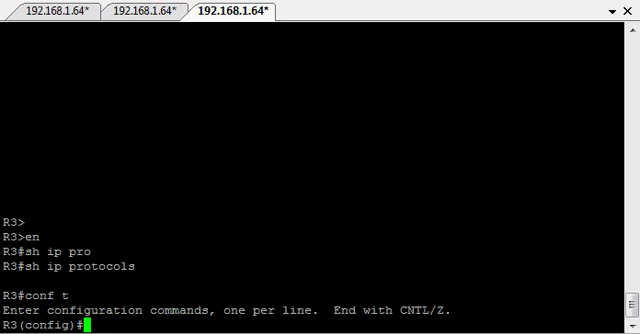 192.168.1.64* 192.168.1.64* 192.168.1.64*
R3>
R3>en
R3#sh ip pro
R3#sh ip protocols
R3#conf t
Enter configuration commands, one per line.  End with CNTL/Z.
R3(config)#